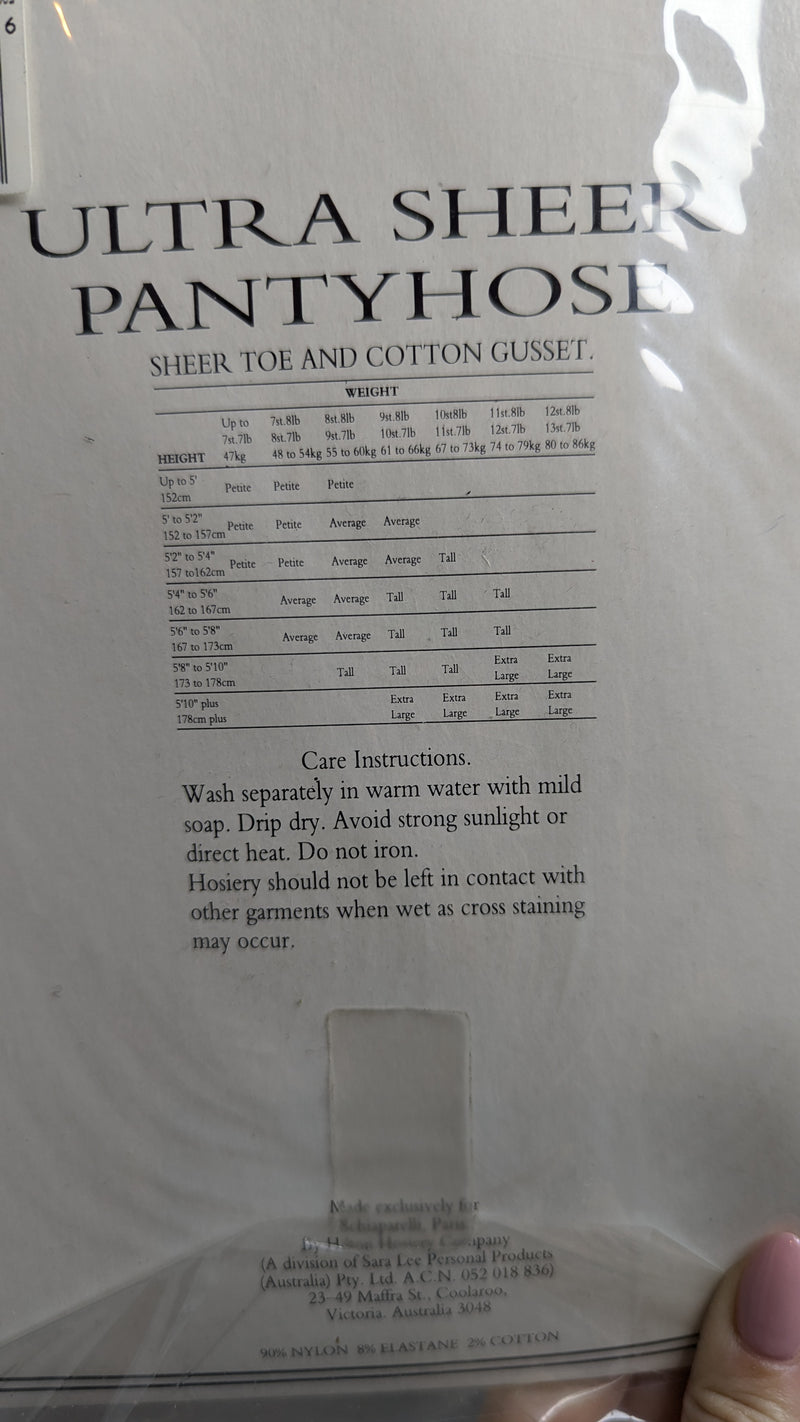 6
ULTRA SHEER
PANTYHOSE
SHEER TOE AND COTTON GUSSET.
WEIGHT
Up to 7st.8lb 8st.8lb 9st.8lb 10st8lb 11st.8lb 12st.8lb
7st.7lb 8st.7lb 9st.7lb 10st.7lb 11st.7lb 12st.7lb 13st.7lb
HEIGHT 47kg 48 to 54kg 55 to 60kg 61 to 66kg 67 to 73kg 74 to 79kg 80 to 86kg
Up to 5' Petite Petite Petite
152cm
5' to 5'2" Petite Petite Average Average
152 to 157cm
5'2" to 5'4" Petite Petite Average Average Tall
157 to162cm
5'4" to 5'6" Average Average Tall Tall Tall
162 to 167cm
5'6" to 5'8" Average Average Tall Tall Tall
167 to 173cm
5'8" to 5'10" Tall Tall Tall Extra Extra
173 to 178cm Large Large
5'10" plus Extra Extra Extra Extra
178cm plus Large Large Large Large
Care Instructions.
Wash separately in warm water with mild
soap. Drip dry. Avoid strong sunlight or
direct heat. Do not iron.
Hosiery should not be left in contact with
other garments when wet as cross staining
may occur.
Made exclusively for
Schiaparelli, Paris
(A division of Sara Lee Personal Products
(Australia) Pty. Ltd. A.C.N. 052 018 836)
23-49 Maffra St., Coolaroo,
Victoria. Australia 3048
90% NYLON 8% ELASTANE 2% COTTON